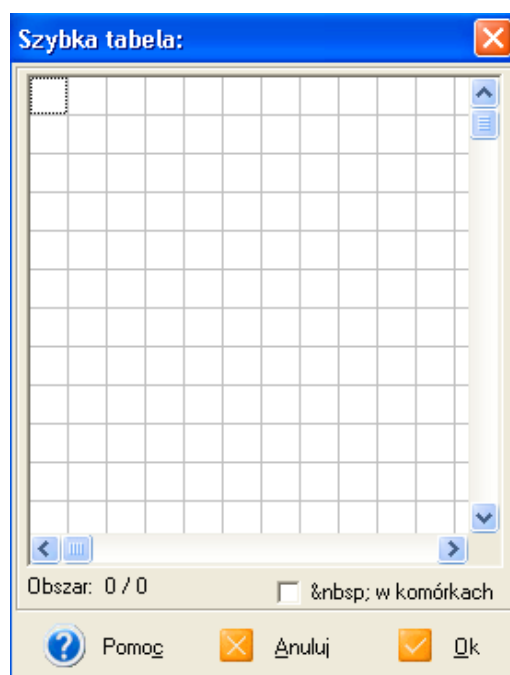 Szybka tabela:
Obszar: 0 / 0
&nbsp; w komórkach
Pomoc
Anuluj
Ok